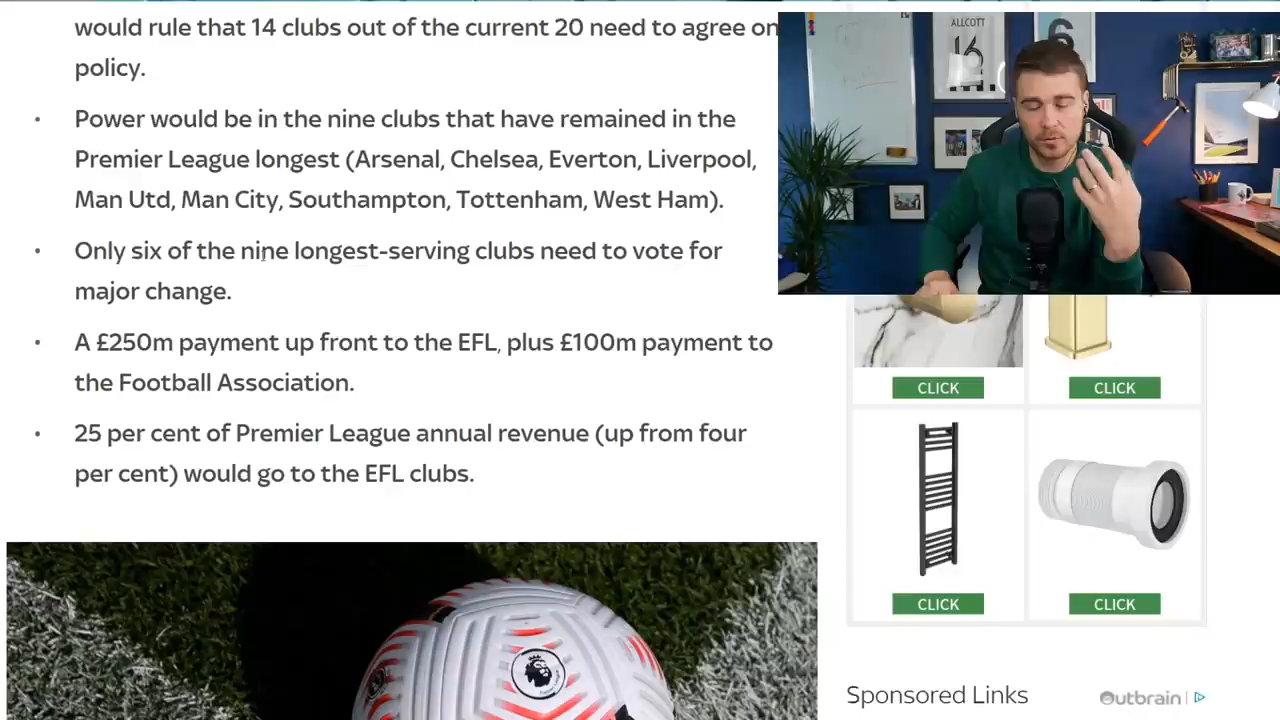 would rule that 14 clubs out of the current 20 need to agree on
policy.
• Power would be in the nine clubs that have remained in the
Premier League longest (Arsenal, Chelsea, Everton, Liverpool,
Man Utd, Man City, Southampton, Tottenham, West Ham).
• Only six of the nine longest-serving clubs need to vote for
major change.
• A £250m payment up front to the EFL, plus £100m payment to
the Football Association.
• 25 per cent of Premier League annual revenue (up from four
per cent) would go to the EFL clubs.
ALLCOTT
16
6
CLICK
CLICK
CLICK
CLICK
Sponsored Links
Outbrain